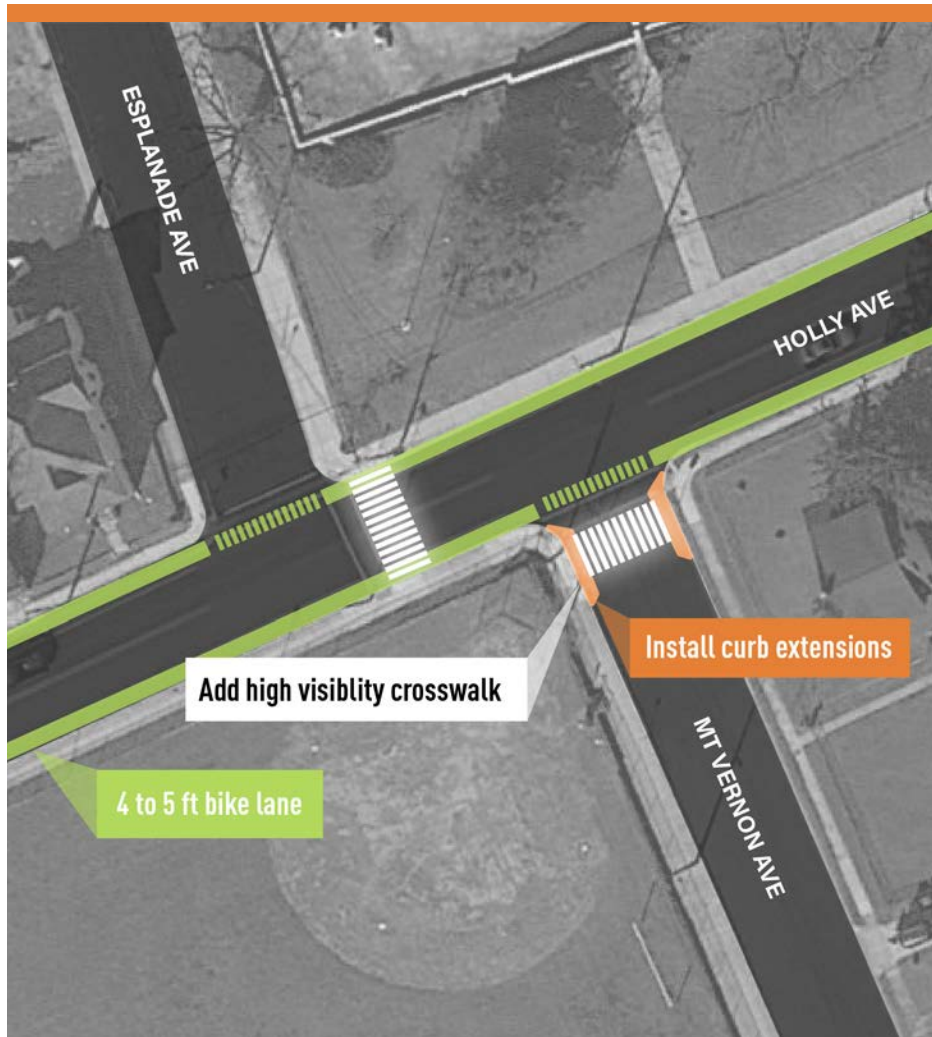 ESPLANADE AVE
HOLLY AVE
Install curb extensions
Add high visiblity crosswalk
4 to 5 ft bike lane
MT VERNON AVE